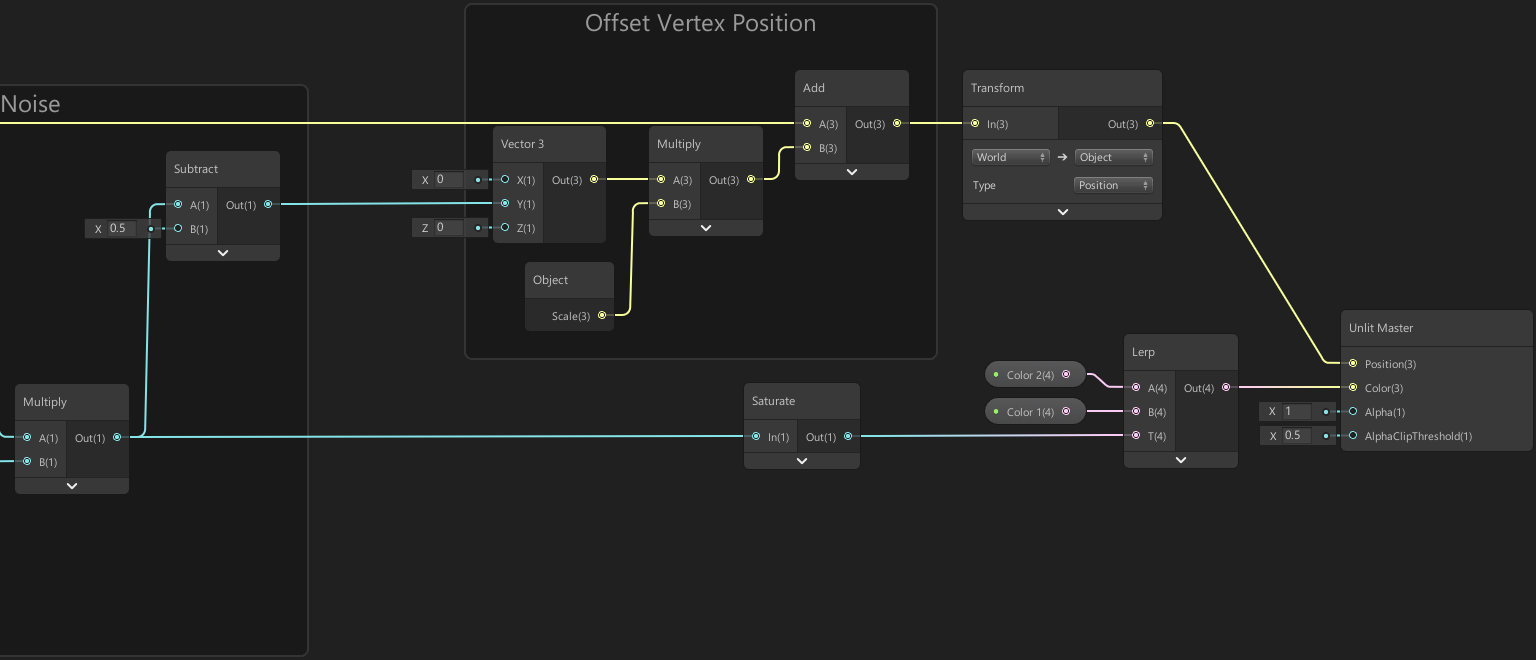 Offset Vertex Position
Noise
Subtract
A(1) Out(1)
X 0.5 B(1)
Multiply
A(1) Out(1)
B(1)
Vector 3
X 0 X(1) Out(3)
Y(1)
Z 0 Z(1)
Object
Scale(3)
Multiply
A(3) Out(3)
B(3)
Add
A(3) Out(3)
B(3)
Transform
In(3) Out(3)
World Object
Type Position
Saturate
In(1) Out(1)
Color 2(4)
Color 1(4)
Lerp
A(4) Out(4)
B(4)
T(4)
Unlit Master
Position(3)
Color(3)
X 1 Alpha(1)
X 0.5 AlphaClipThreshold(1)